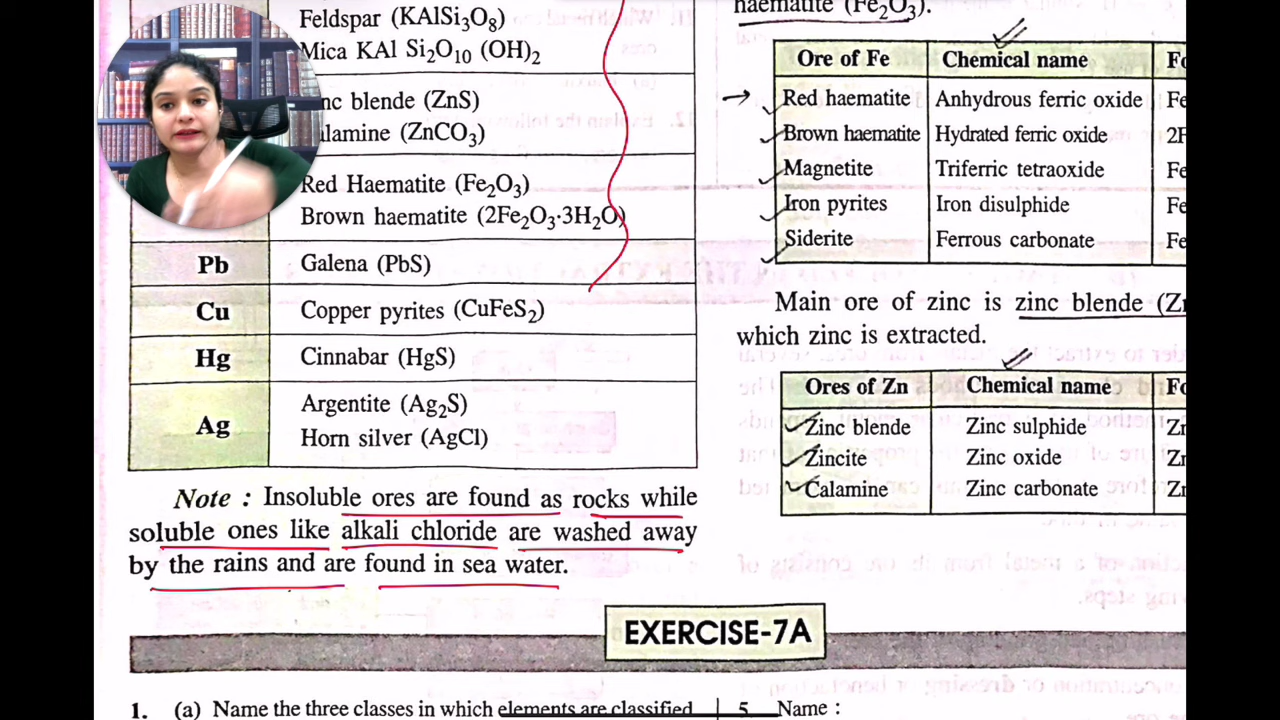 Feldspar (KAlSi3O8)
Mica KAl Si2O10 (OH)2
nc blende (ZnS)
alamine (ZnCO3)
Red Haematite (Fe2O3)
Brown haematite (2Fe2O3·3H2O)
Pb Galena (PbS)
Cu Copper pyrites (CuFeS2)
Hg Cinnabar (HgS)
Ag Argentite (Ag2S)
Horn silver (AgCl)
Note : Insoluble ores are found as rocks while
soluble ones like alkali chloride are washed away
by the rains and are found in sea water.
haematite (Fe2O3).
Ore of Fe Chemical name Fo
Red haematite Anhydrous ferric oxide Fe
Brown haematite Hydrated ferric oxide 2F
Magnetite Triferric tetraoxide Fe
Iron pyrites Iron disulphide Fe
Siderite Ferrous carbonate Fe
Main ore of zinc is zinc blende (Zn
which zinc is extracted.
Ores of Zn Chemical name Fo
Zinc blende Zinc sulphide Zn
Zincite Zinc oxide Zn
Calamine Zinc carbonate Zn
EXERCISE-7A
1. (a) Name the three classes in which elements are classified
5. Name :